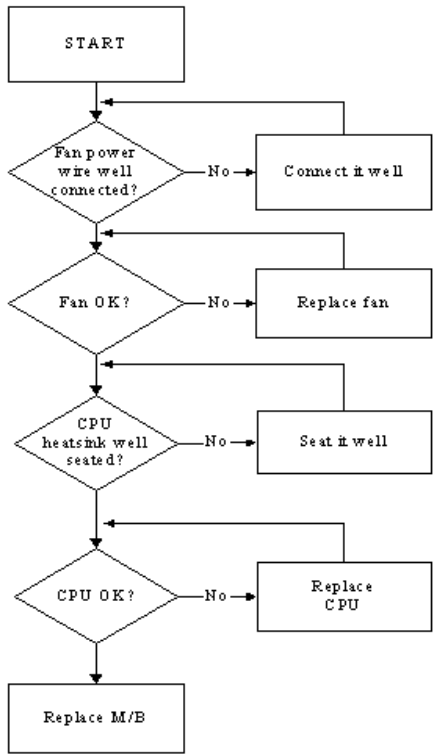 START
Fan power
wire well
connected?
No
Connect it well
Fan OK?
No
Replace fan
CPU
heatsink well
seated?
No
Seat it well
CPU OK?
No
Replace
CPU
Replace M/B